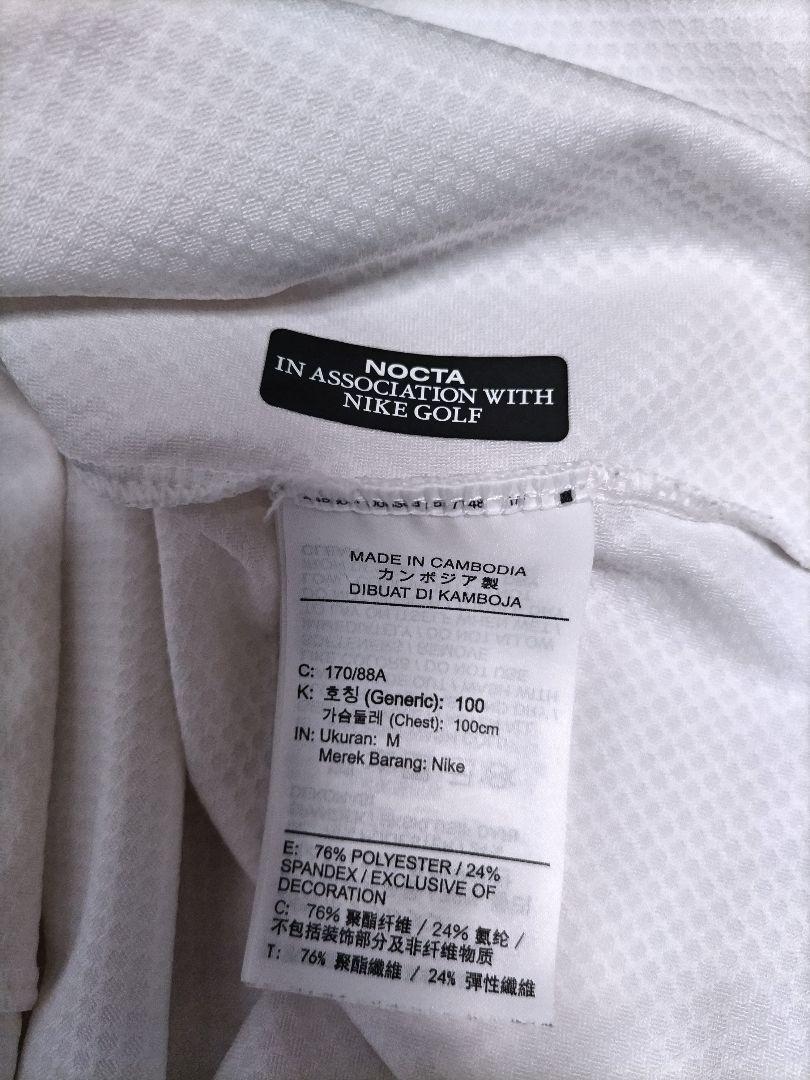 NOCTA
IN ASSOCIATION WITH
NIKE GOLF
MADE IN CAMBODIA
カンボジア製
DIBUAT DI KAMBOJA
C: 170/88A
K: 호칭 (Generic): 100
가슴둘레 (Chest): 100cm
IN: Ukuran: M
Merek Barang: Nike
E: 76% POLYESTER / 24%
SPANDEX / EXCLUSIVE OF
DECORATION
C: 76% 聚酯纤维 / 24% 氨纶 /
不包括装饰部分及非纤维物质
T: 76% 聚酯纖維 / 24% 彈性纖維